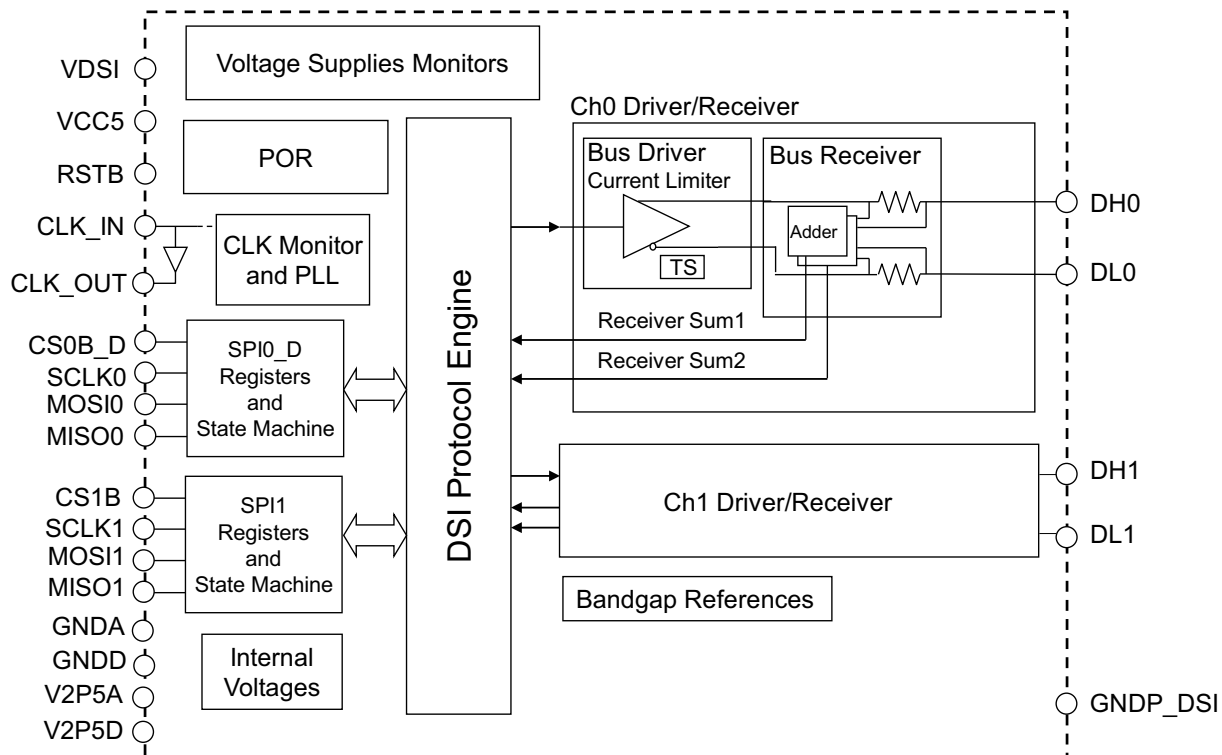 VDSI
VCC5
RSTB
CLK_IN
CLK_OUT
CS0B_D
SCLK0
MOSI0
MISO0
CS1B
SCLK1
MOSI1
MISO1
GNDA
GNDD
V2P5A
V2P5D
Voltage Supplies Monitors
POR
CLK Monitor
and PLL
SPI0_D
Registers
and
State Machine
SPI1
Registers
and
State Machine
Internal
Voltages
DSI Protocol Engine
Ch0 Driver/Receiver
Bus Driver
Current Limiter
TS
Bus Receiver
Adder
Receiver Sum1
Receiver Sum2
Ch1 Driver/Receiver
Bandgap References
DH0
DL0
DH1
DL1
GNDP_DSI